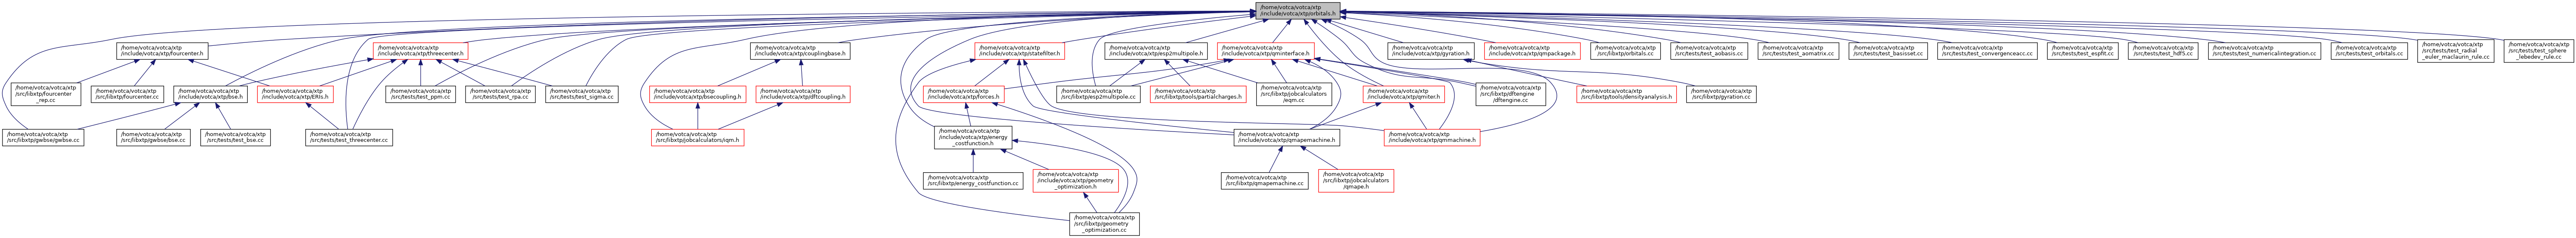 /home/votca/votca/xtp
/include/votca/xtp/orbitals.h
/home/votca/votca/xtp
/include/votca/xtp/fourcenter.h
/home/votca/votca/xtp
/include/votca/xtp/threecenter.h
/home/votca/votca/xtp
/include/votca/xtp/couplingbase.h
/home/votca/votca/xtp
/include/votca/xtp/statefilter.h
/home/votca/votca/xtp
/include/votca/xtp/esp2multipole.h
/home/votca/votca/xtp
/include/votca/xtp/qminterface.h
/home/votca/votca/xtp
/include/votca/xtp/gyration.h
/home/votca/votca/xtp
/include/votca/xtp/qmpackage.h
/home/votca/votca/xtp
/src/libxtp/orbitals.cc
/home/votca/votca/xtp
/src/tests/test_aobasis.cc
/home/votca/votca/xtp
/src/tests/test_aomatrix.cc
/home/votca/votca/xtp
/src/tests/test_basisset.cc
/home/votca/votca/xtp
/src/tests/test_convergenceacc.cc
/home/votca/votca/xtp
/src/tests/test_espfit.cc
/home/votca/votca/xtp
/src/tests/test_hdf5.cc
/home/votca/votca/xtp
/src/tests/test_numericalintegration.cc
/home/votca/votca/xtp
/src/tests/test_orbitals.cc
/home/votca/votca/xtp
/src/tests/test_radial
_euler_maclaurin_rule.cc
/home/votca/votca/xtp
/src/tests/test_sphere
_lebedev_rule.cc
/home/votca/votca/xtp
/src/libxtp/fourcenter
_rep.cc
/home/votca/votca/xtp
/src/libxtp/fourcenter.cc
/home/votca/votca/xtp
/include/votca/xtp/bse.h
/home/votca/votca/xtp
/include/votca/xtp/ERIs.h
/home/votca/votca/xtp
/src/tests/test_ppm.cc
/home/votca/votca/xtp
/src/tests/test_rpa.cc
/home/votca/votca/xtp
/src/tests/test_sigma.cc
/home/votca/votca/xtp
/include/votca/xtp/bsecoupling.h
/home/votca/votca/xtp
/include/votca/xtp/dftcoupling.h
/home/votca/votca/xtp
/include/votca/xtp/forces.h
/home/votca/votca/xtp
/src/libxtp/esp2multipole.cc
/home/votca/votca/xtp
/src/libxtp/tools/partialcharges.h
/home/votca/votca/xtp
/src/libxtp/jobcalculators
/eqm.cc
/home/votca/votca/xtp
/include/votca/xtp/qmiter.h
/home/votca/votca/xtp
/src/libxtp/dftengine
/dftengine.cc
/home/votca/votca/xtp
/src/libxtp/tools/densityanalysis.h
/home/votca/votca/xtp
/src/libxtp/gyration.cc
/home/votca/votca/xtp
/src/libxtp/gwbse/gwbse.cc
/home/votca/votca/xtp
/src/libxtp/gwbse/bse.cc
/home/votca/votca/xtp
/src/tests/test_bse.cc
/home/votca/votca/xtp
/src/tests/test_threecenter.cc
/home/votca/votca/xtp
/src/libxtp/jobcalculators/iqm.h
/home/votca/votca/xtp
/include/votca/xtp/energy
_costfunction.h
/home/votca/votca/xtp
/include/votca/xtp/qmapemachine.h
/home/votca/votca/xtp
/include/votca/xtp/qmmachine.h
/home/votca/votca/xtp
/src/libxtp/energy_costfunction.cc
/home/votca/votca/xtp
/include/votca/xtp/geometry
_optimization.h
/home/votca/votca/xtp
/src/libxtp/qmapemachine.cc
/home/votca/votca/xtp
/src/libxtp/jobcalculators
/qmape.h
/home/votca/votca/xtp
/src/libxtp/geometry
_optimization.cc